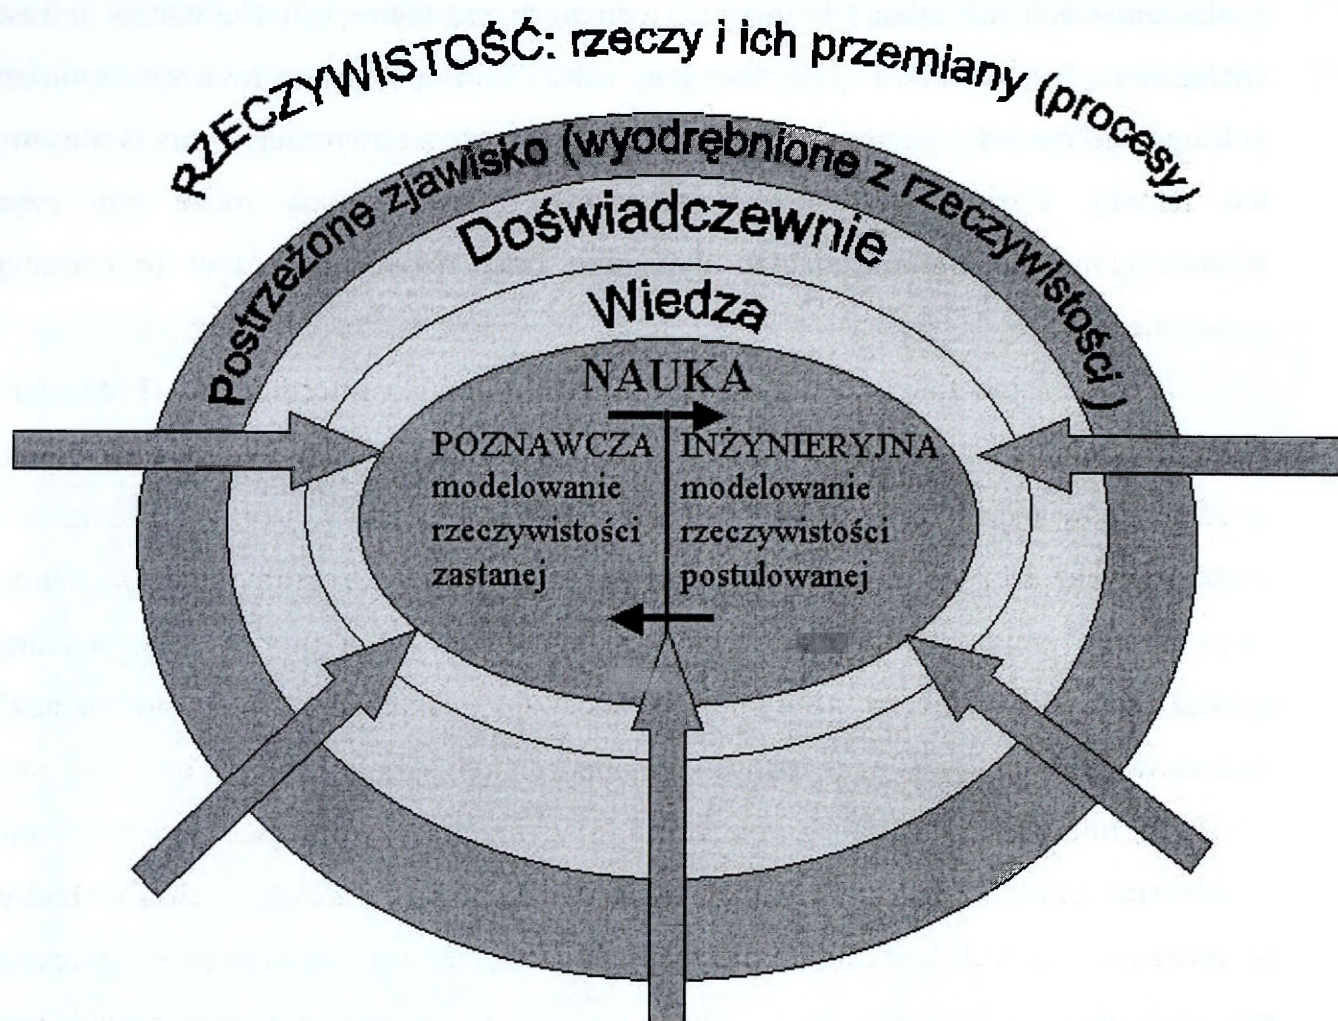 RZECZYWISTOŚĆ: rzeczy i ich przemiany (procesy)
Postrzeżone zjawisko (wyodrębnione z rzeczywistości )
Doświadczewnie
Wiedza
NAUKA
POZNAWCZA
modelowanie
rzeczywistości
zastanej
INŻYNIERYJNA
modelowanie
rzeczywistości
postulowanej